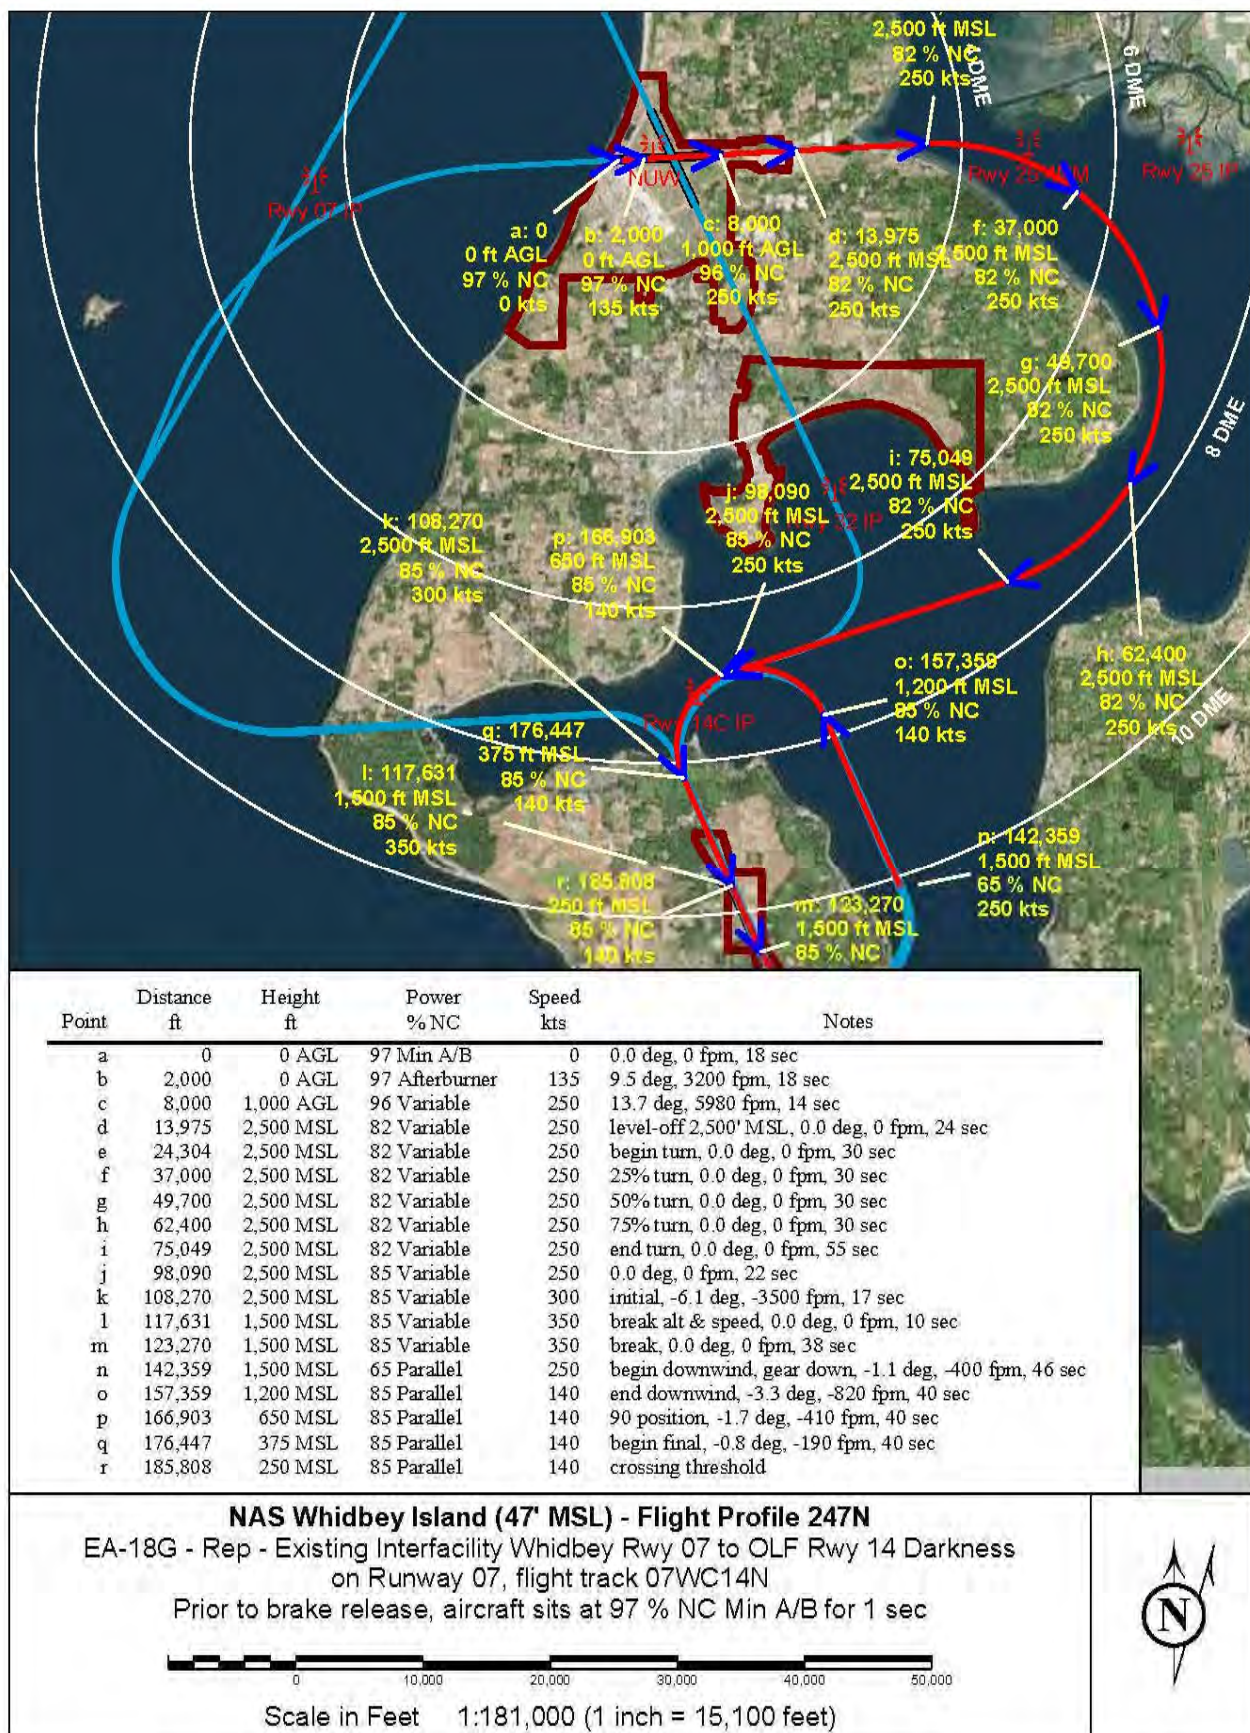 2,500 ft MSL
82 % NC
250 kts
4 DME
6 DME
Rwy 07 IP
NUW
Rwy 25 IP
a: 0
0 ft AGL
97 % NC
0 kts
b: 2,000
0 ft AGL
97 % NC
135 kts
c: 8,000
1,000 ft AGL
96 % NC
250 kts
d: 13,975
2,500 ft MSL
82 % NC
250 kts
f: 37,000
2,500 ft MSL
82 % NC
250 kts
g: 49,700
2,500 ft MSL
82 % NC
250 kts
8 DME
i: 75,049
2,500 ft MSL
82 % NC
250 kts
j: 98,090
2,500 ft MSL
85 % NC
250 kts
Rwy 32 IP
k: 108,270
2,500 ft MSL
85 % NC
300 kts
p: 166,903
650 ft MSL
85 % NC
140 kts
h: 62,400
2,500 ft MSL
82 % NC
250 kts
10 DME
o: 157,359
1,200 ft MSL
85 % NC
140 kts
Rwy 14C IP
q: 176,447
375 ft MSL
85 % NC
140 kts
l: 117,631
1,500 ft MSL
85 % NC
350 kts
n: 142,359
1,500 ft MSL
65 % NC
250 kts
r: 185,808
250 ft MSL
85 % NC
140 kts
m: 123,270
1,500 ft MSL
85 % NC
Distance Height Power Speed
Point ft ft % NC kts Notes
a 0 0 AGL 97 Min A/B 0 0.0 deg, 0 fpm, 18 sec
b 2,000 0 AGL 97 Afterburner 135 9.5 deg, 3200 fpm, 18 sec
c 8,000 1,000 AGL 96 Variable 250 13.7 deg, 5980 fpm, 14 sec
d 13,975 2,500 MSL 82 Variable 250 level-off 2,500' MSL, 0.0 deg, 0 fpm, 24 sec
e 24,304 2,500 MSL 82 Variable 250 begin turn, 0.0 deg, 0 fpm, 30 sec
f 37,000 2,500 MSL 82 Variable 250 25% turn, 0.0 deg, 0 fpm, 30 sec
g 49,700 2,500 MSL 82 Variable 250 50% turn, 0.0 deg, 0 fpm, 30 sec
h 62,400 2,500 MSL 82 Variable 250 75% turn, 0.0 deg, 0 fpm, 30 sec
i 75,049 2,500 MSL 82 Variable 250 end turn, 0.0 deg, 0 fpm, 55 sec
j 98,090 2,500 MSL 85 Variable 250 0.0 deg, 0 fpm, 22 sec
k 108,270 2,500 MSL 85 Variable 300 initial, -6.1 deg, -3500 fpm, 17 sec
l 117,631 1,500 MSL 85 Variable 350 break alt & speed, 0.0 deg, 0 fpm, 10 sec
m 123,270 1,500 MSL 85 Variable 350 break, 0.0 deg, 0 fpm, 38 sec
n 142,359 1,500 MSL 65 Parallel 250 begin downwind, gear down, -1.1 deg, -400 fpm, 46 sec
o 157,359 1,200 MSL 85 Parallel 140 end downwind, -3.3 deg, -820 fpm, 40 sec
p 166,903 650 MSL 85 Parallel 140 90 position, -1.7 deg, -410 fpm, 40 sec
q 176,447 375 MSL 85 Parallel 140 begin final, -0.8 deg, -190 fpm, 40 sec
r 185,808 250 MSL 85 Parallel 140 crossing threshold
NAS Whidbey Island (47' MSL) - Flight Profile 247N
EA-18G - Rep - Existing Interfacility Whidbey Rwy 07 to OLF Rwy 14 Darkness
on Runway 07, flight track 07WC14N
Prior to brake release, aircraft sits at 97 % NC Min A/B for 1 sec
0 10,000 20,000 30,000 40,000 50,000
Scale in Feet 1:181,000 (1 inch = 15,100 feet)
N